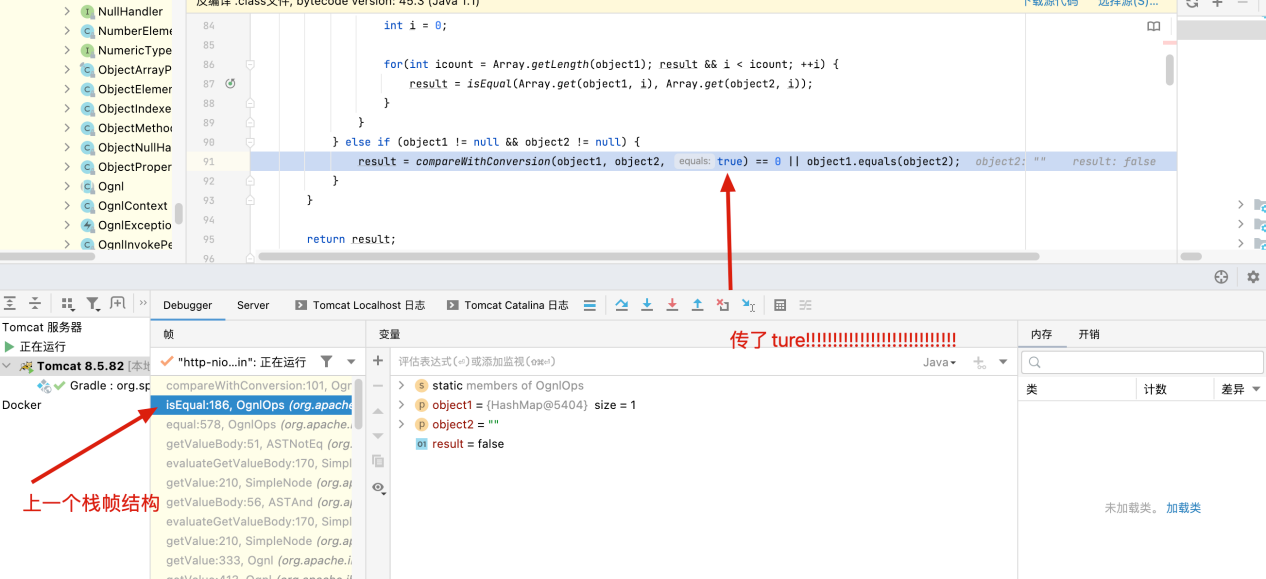 反编译 .class文件, bytecode version: 45.3 (Java 1.1)
下载源代码 选择源(S)...
NullHandler
NumberEleme
NumericType
ObjectArrayP
ObjectElemen
ObjectIndexe
ObjectMethod
ObjectNullHa
ObjectProper
Ognl
OgnlContext
OgnlExceptio
OgnlInvokePe
84 int i = 0;
85
86 for(int icount = Array.getLength(object1); result && i < icount; ++i) {
87 result = isEqual(Array.get(object1, i), Array.get(object2, i));
88 }
89 }
90 } else if (object1 != null && object2 != null) {
91 result = compareWithConversion(object1, object2, equals: true) == 0 || object1.equals(object2); object2: "" result: false
92 }
93 }
94
95 return result;
96
Debugger Server Tomcat Localhost 日志 Tomcat Catalina 日志
Tomcat 服务器
正在运行
Tomcat 8.5.82 [本地
Gradle : org.sp
Docker
帧
"http-nio...in": 正在运行
compareWithConversion:101, Ognl
isEqual:186, OgnlOps (org.apache
equal:578, OgnlOps (org.apache.i
getValueBody:51, ASTNotEq (org.
evaluateGetValueBody:170, Simpl
getValue:210, SimpleNode (org.ap
getValueBody:56, ASTAnd (org.ap
evaluateGetValueBody:170, Simpl
getValue:210, SimpleNode (org.ap
getValue:333, Ognl (org.apache.i
getValue:413, Ognl (org.apache.ib
上一个栈帧结构
变量
传了 ture!!!!!!!!!!!!!!!!!!!!!!!!!!!!
评估表达式(⏎)或添加监视(⇧⌘⏎)
Java
static members of OgnlOps
object1 = {HashMap@5404} size = 1
object2 = ""
result = false
内存 开销
类 计数 差异
未加载类。 加载类